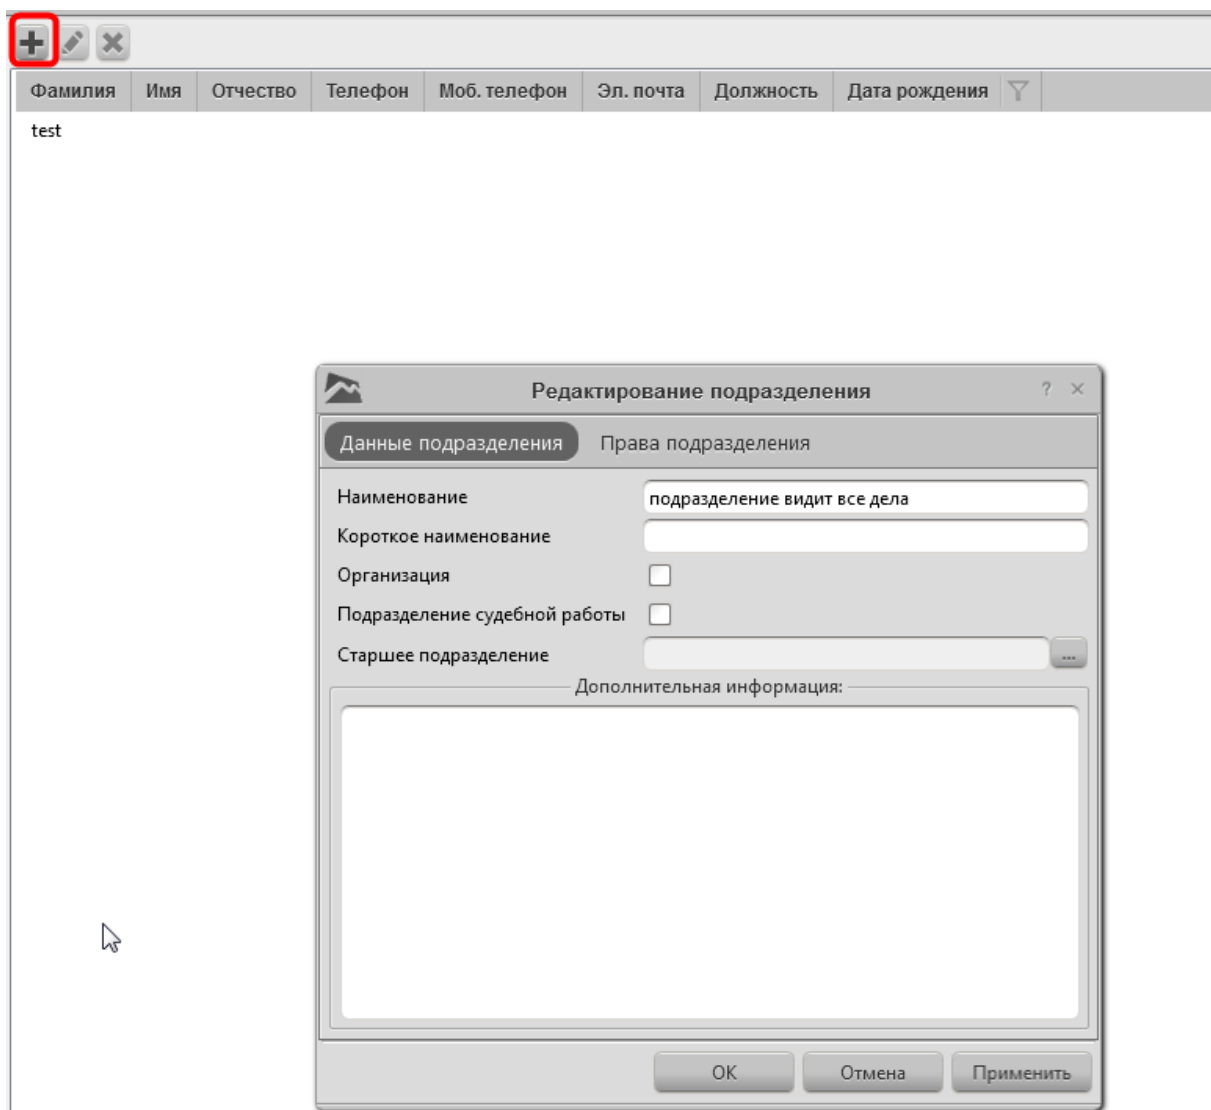 Фамилия Имя Отчество Телефон Моб. телефон Эл. почта Должность Дата рождения
test
Редактирование подразделения ? ×
Данные подразделения Права подразделения
Наименование подразделение видит все дела
Короткое наименование
Организация
Подразделение судебной работы
Старшее подразделение ...
Дополнительная информация:
ОК Отмена Применить